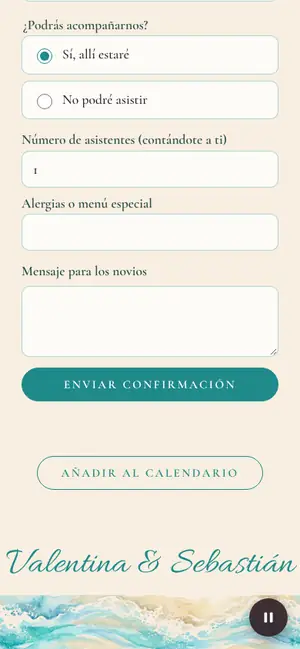 ¿Podrás acompañarnos?
Sí, allí estaré
No podré asistir
Número de asistentes (contándote a ti)
1
Alergias o menú especial
Mensaje para los novios
ENVIAR CONFIRMACIÓN
AÑADIR AL CALENDARIO
Valentina & Sebastián